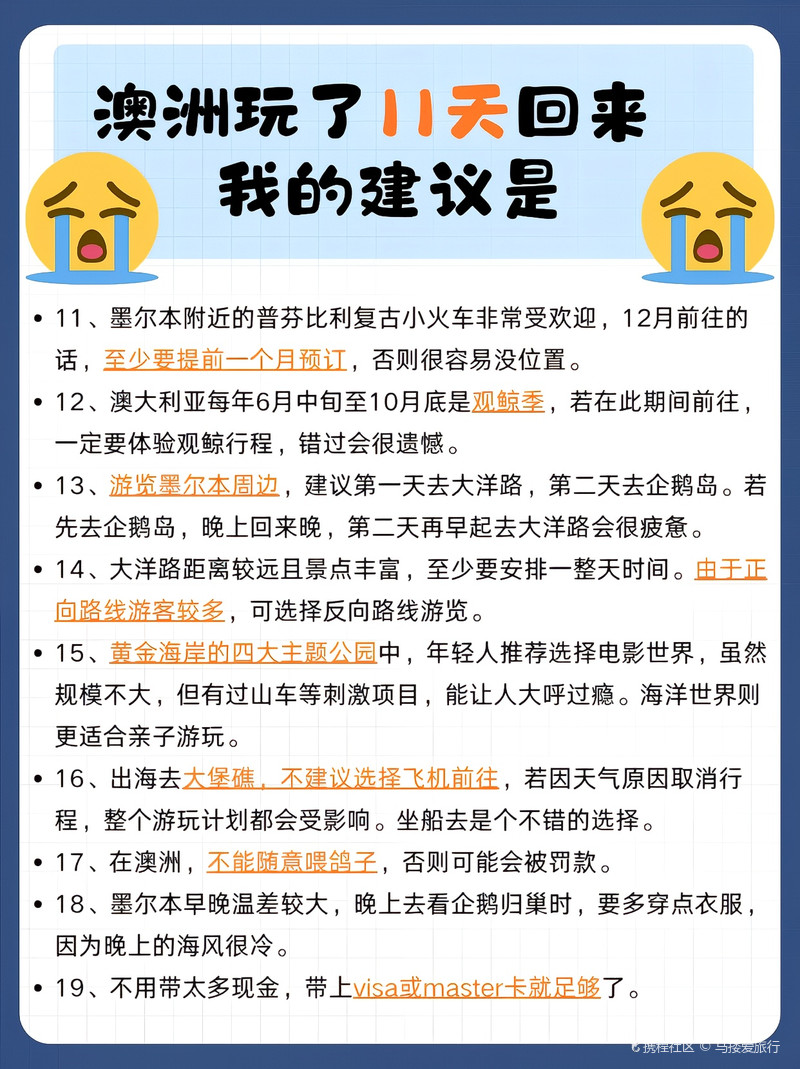 澳洲玩了11天回来
我的建议是
• 11、墨尔本附近的普芬比利复古小火车非常受欢迎，12月前往的
话，至少要提前一个月预订，否则很容易没位置。
• 12、澳大利亚每年6月中旬至10月底是观鲸季，若在此期间前往，
一定要体验观鲸行程，错过会很遗憾。
• 13、游览墨尔本周边，建议第一天去大洋路，第二天去企鹅岛。若
先去企鹅岛，晚上回来晚，第二天再早起去大洋路会很疲惫。
• 14、大洋路距离较远且景点丰富，至少要安排一整天时间。由于正
向路线游客较多，可选择反向路线游览。
• 15、黄金海岸的四大主题公园中，年轻人推荐选择电影世界，虽然
规模不大，但有过山车等刺激项目，能让人大呼过瘾。海洋世界则
更适合亲子游玩。
• 16、出海去大堡礁，不建议选择飞机前往，若因天气原因取消行
程，整个游玩计划都会受影响。坐船去是个不错的选择。
• 17、在澳洲，不能随意喂鸽子，否则可能会被罚款。
• 18、墨尔本早晚温差较大，晚上去看企鹅归巢时，要多穿点衣服，
因为晚上的海风很冷。
• 19、不用带太多现金，带上visa或master卡就足够了。
携程社区 © 马搂爱旅行